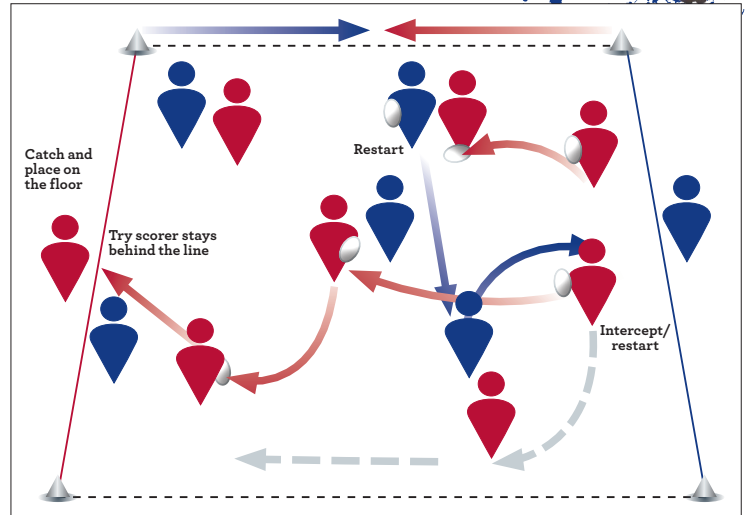 Restart
Catch and
place on
the floor
Try scorer stays
behind the line
Intercept/
restart